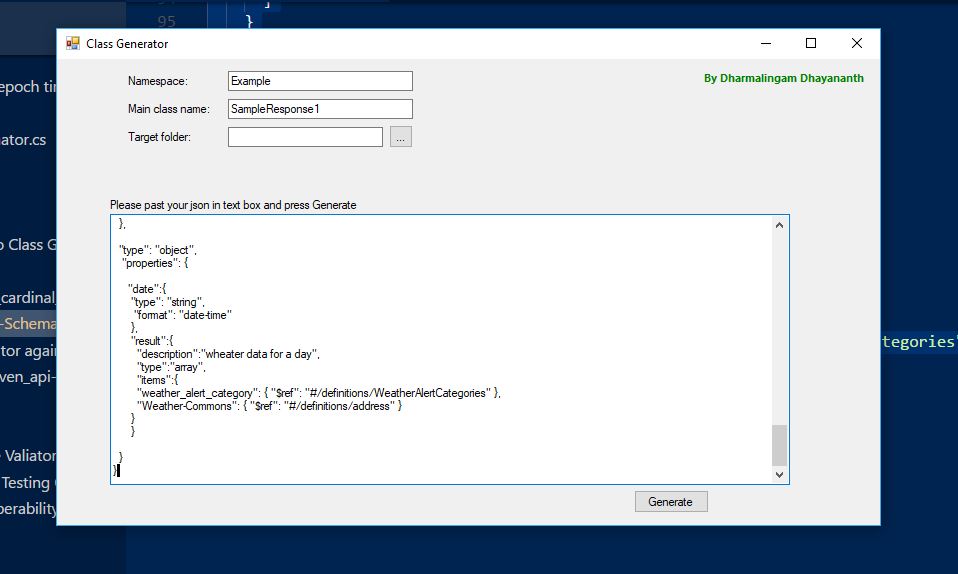 95
}
Class Generator
epoch tim
Namespace:
Example
By Dharmalingam Dhayananth
Main class name:
SampleResponse1
ator.cs
Target folder:
...
Please past your json in text box and press Generate
},
"type": "object",
"properties": {
o Class G
"date":{
"type": "string",
_cardinal_
"format": "date-time"
-Schema
},
"result":{
tegories"
tor again
"description":"wheater data for a day",
"type":"array",
ven_api-
"items":{
"weather_alert_category": { "$ref": "#/definitions/WeatherAlertCategories" },
"Weather-Commons": { "$ref": "#/definitions/address" }
}
}
Valiator
}
}
Testing
Generate
perability